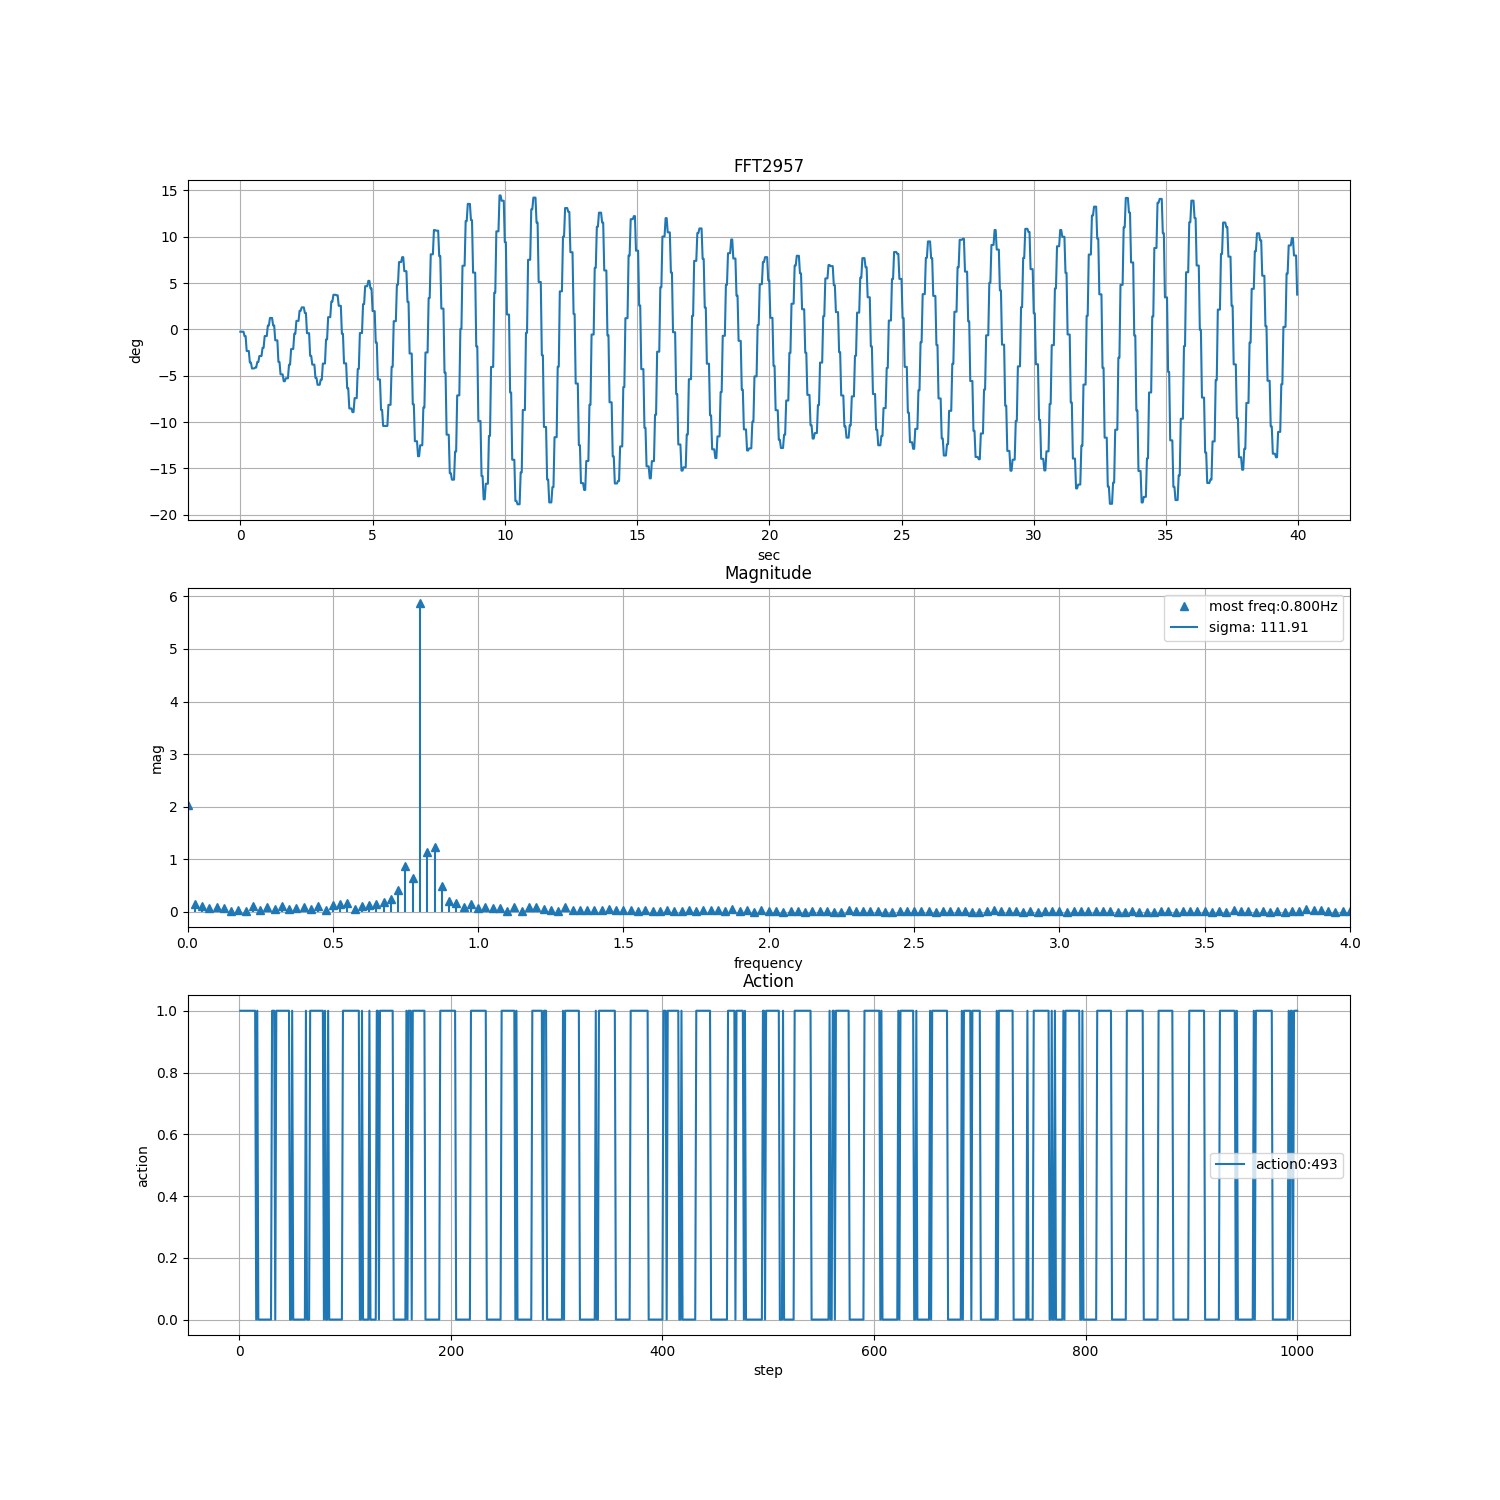 FFT2957
15
10
5
0
−5
−10
−15
−20
deg
0 5 10 15 20 25 30 35 40
sec
Magnitude
6
5
4
3
2
1
0
mag
most freq:0.800Hz
sigma: 111.91
0.0 0.5 1.0 1.5 2.0 2.5 3.0 3.5 4.0
frequency
Action
1.0
0.8
0.6
0.4
0.2
0.0
action
action0:493
0 200 400 600 800 1000
step